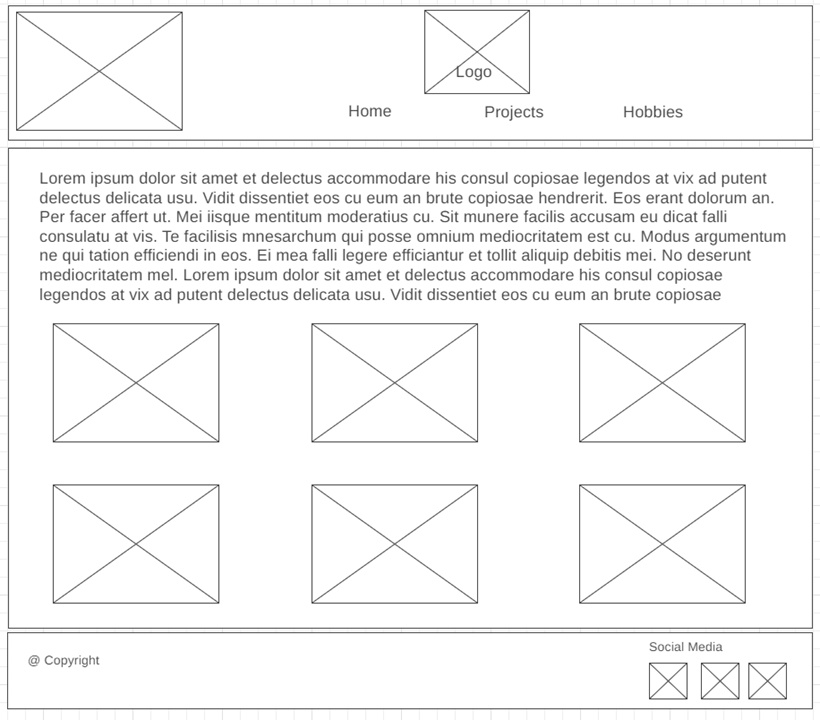 Logo
Home Projects Hobbies
Lorem ipsum dolor sit amet et delectus accommodare his consul copiosae legendos at vix ad putent
delectus delicata usu. Vidit dissentiet eos cu eum an brute copiosae hendrerit. Eos erant dolorum an.
Per facer affert ut. Mei iisque mentitum moderatius cu. Sit munere facilis accusam eu dicat falli
consulatu at vis. Te facilisis mnesarchum qui posse omnium mediocritatem est cu. Modus argumentum
ne qui tation efficiendi in eos. Ei mea falli legere efficiantur et tollit aliquip debitis mei. No deserunt
mediocritatem mel. Lorem ipsum dolor sit amet et delectus accommodare his consul copiosae
legendos at vix ad putent delectus delicata usu. Vidit dissentiet eos cu eum an brute copiosae
Social Media
@ Copyright